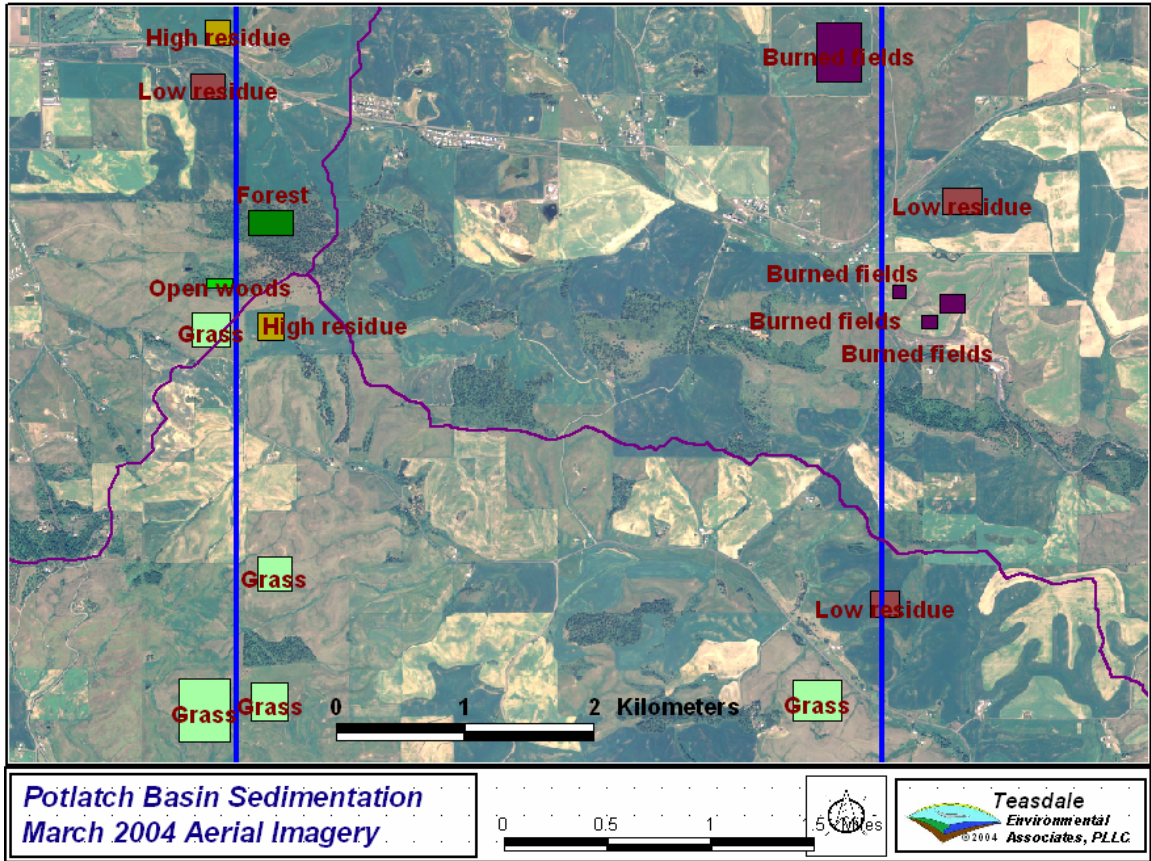 High residue
Burned fields
Low residue
Forest
Low residue
Burned fields
Open woods
Grass
High residue
Burned fields
Burned fields
Grass
Low residue
Grass
Grass
Grass
0 1 2 Kilometers
Potlatch Basin Sedimentation
March 2004 Aerial Imagery
0 0.5 1 1.5 Miles
Teasdale
Environmental
©2004 Associates, PLLC